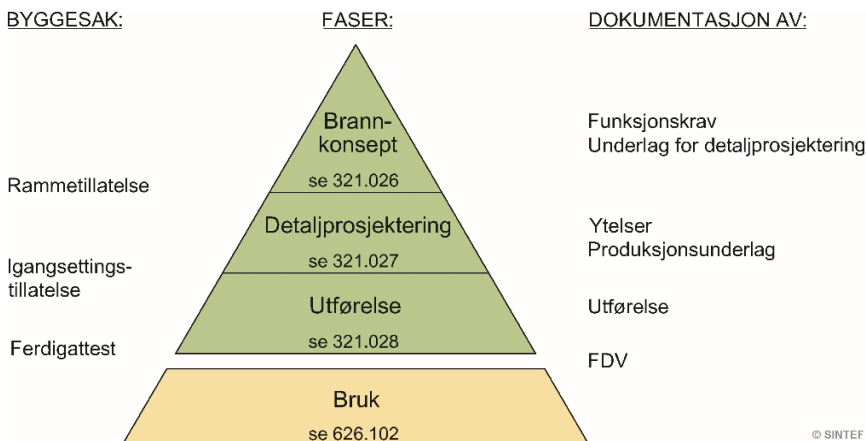 BYGGESAK:
FASER:
DOKUMENTASJON AV:
Brann-
konsept
se 321.026
Funksjonskrav
Underlag for detaljprosjektering
Rammetillatelse
Detaljprosjektering
se 321.027
Ytelser
Produksjonsunderlag
Igangsettings-
tillatelse
Utførelse
se 321.028
Utførelse
Ferdigattest
FDV
Bruk
se 626.102
© SINTEF